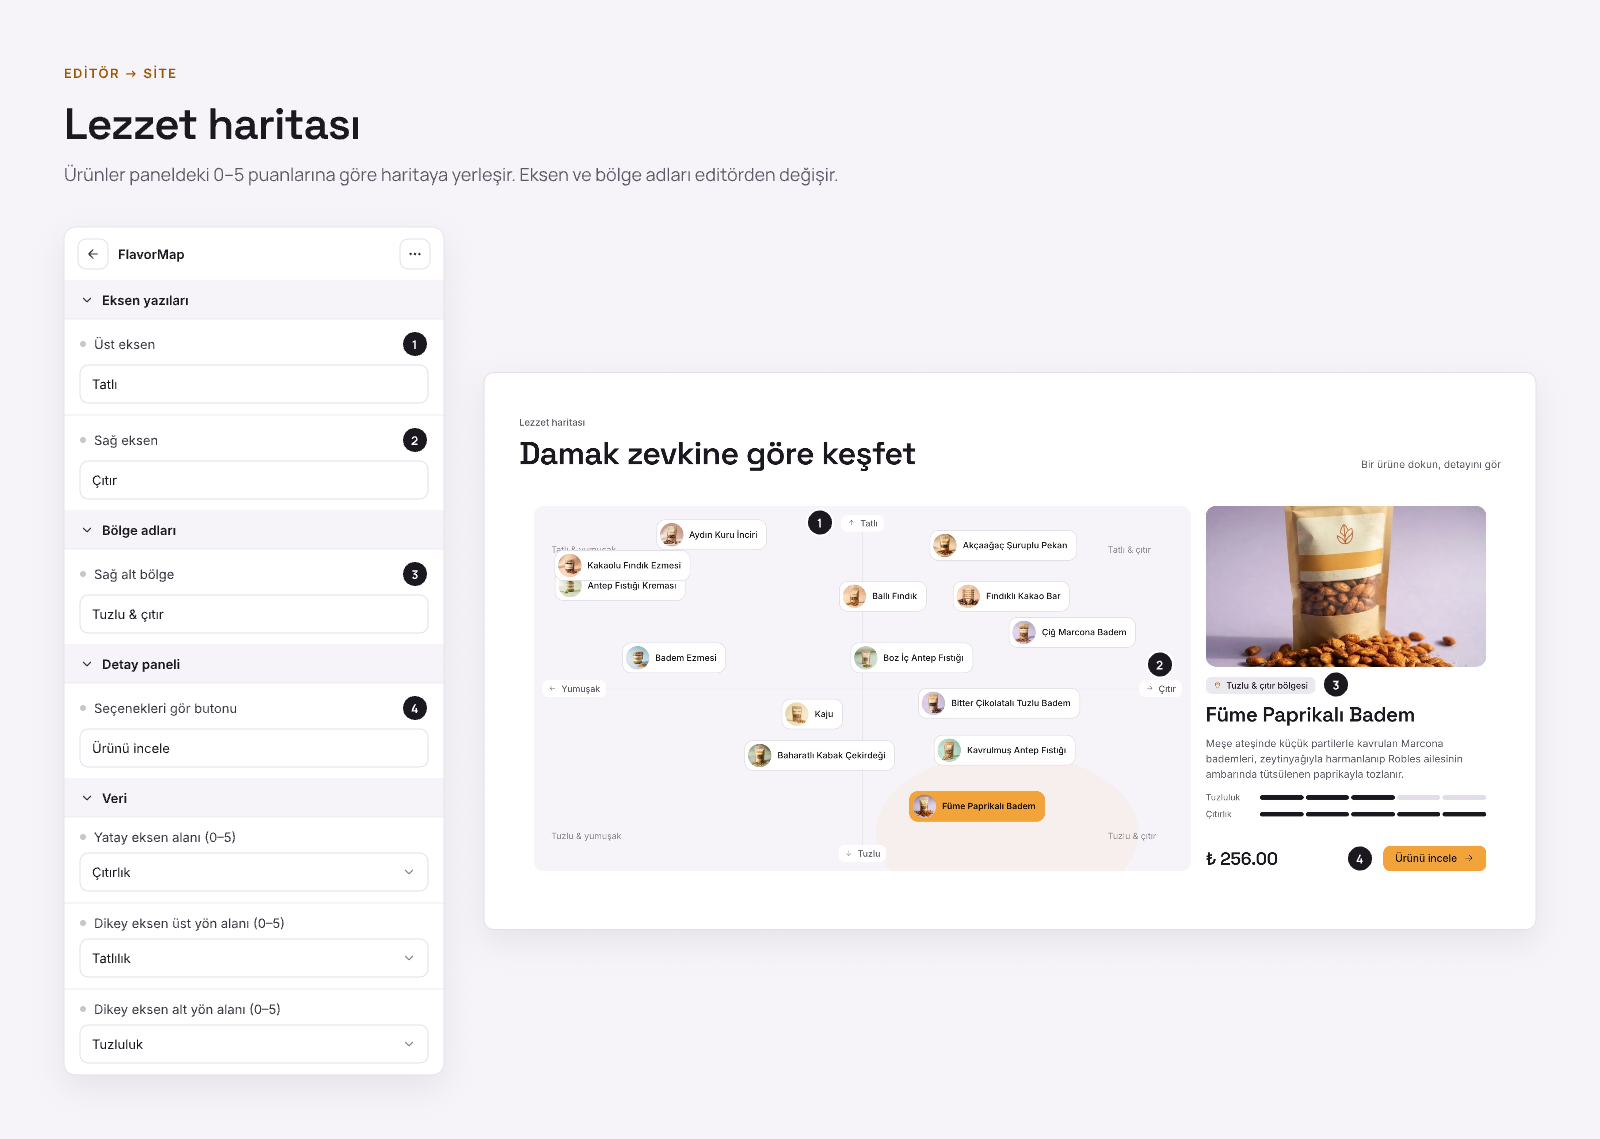 EDİTÖR → SİTE
Lezzet haritası
Ürünler paneldeki 0–5 puanlarına göre haritaya yerleşir. Eksen ve bölge adları editörden değişir.
FlavorMap
Eksen yazıları
Üst eksen
1
Tatlı
Sağ eksen
2
Çıtır
Bölge adları
Sağ alt bölge
3
Tuzlu & çıtır
Detay paneli
Seçenekleri gör butonu
4
Ürünü incele
Veri
Yatay eksen alanı (0–5)
Çıtırlık
Dikey eksen üst yön alanı (0–5)
Tatlılık
Dikey eksen alt yön alanı (0–5)
Tuzluluk
Lezzet haritası
Damak zevkine göre keşfet
Bir ürüne dokun, detayını gör
1
↑ Tatlı
Aydın Kuru İnciri
Akçaağaç Şuruplu Pekan
Tatlı & yumuşak
Tatlı & çıtır
Kakaolu Fındık Ezmesi
Antep Fıstığı Kreması
Ballı Fındık
Fındıklı Kakao Bar
Çiğ Marcona Badem
Badem Ezmesi
Boz İç Antep Fıstığı
2
← Yumuşak
→ Çıtır
Bitter Çikolatalı Tuzlu Badem
Kaju
Baharatlı Kabak Çekirdeği
Kavrulmuş Antep Fıstığı
Füme Paprikalı Badem
Tuzlu & yumuşak
Tuzlu & çıtır
↓ Tuzlu
Tuzlu & çıtır bölgesi
3
Füme Paprikalı Badem
Meşe ateşinde küçük partilerle kavrulan Marcona
bademleri, zeytinyağıyla harmanlanıp Robles ailesinin
ambarında tütsülenen paprikayla tozlanır.
Tuzluluk
Çıtırlık
₺ 256.00
4
Ürünü incele →